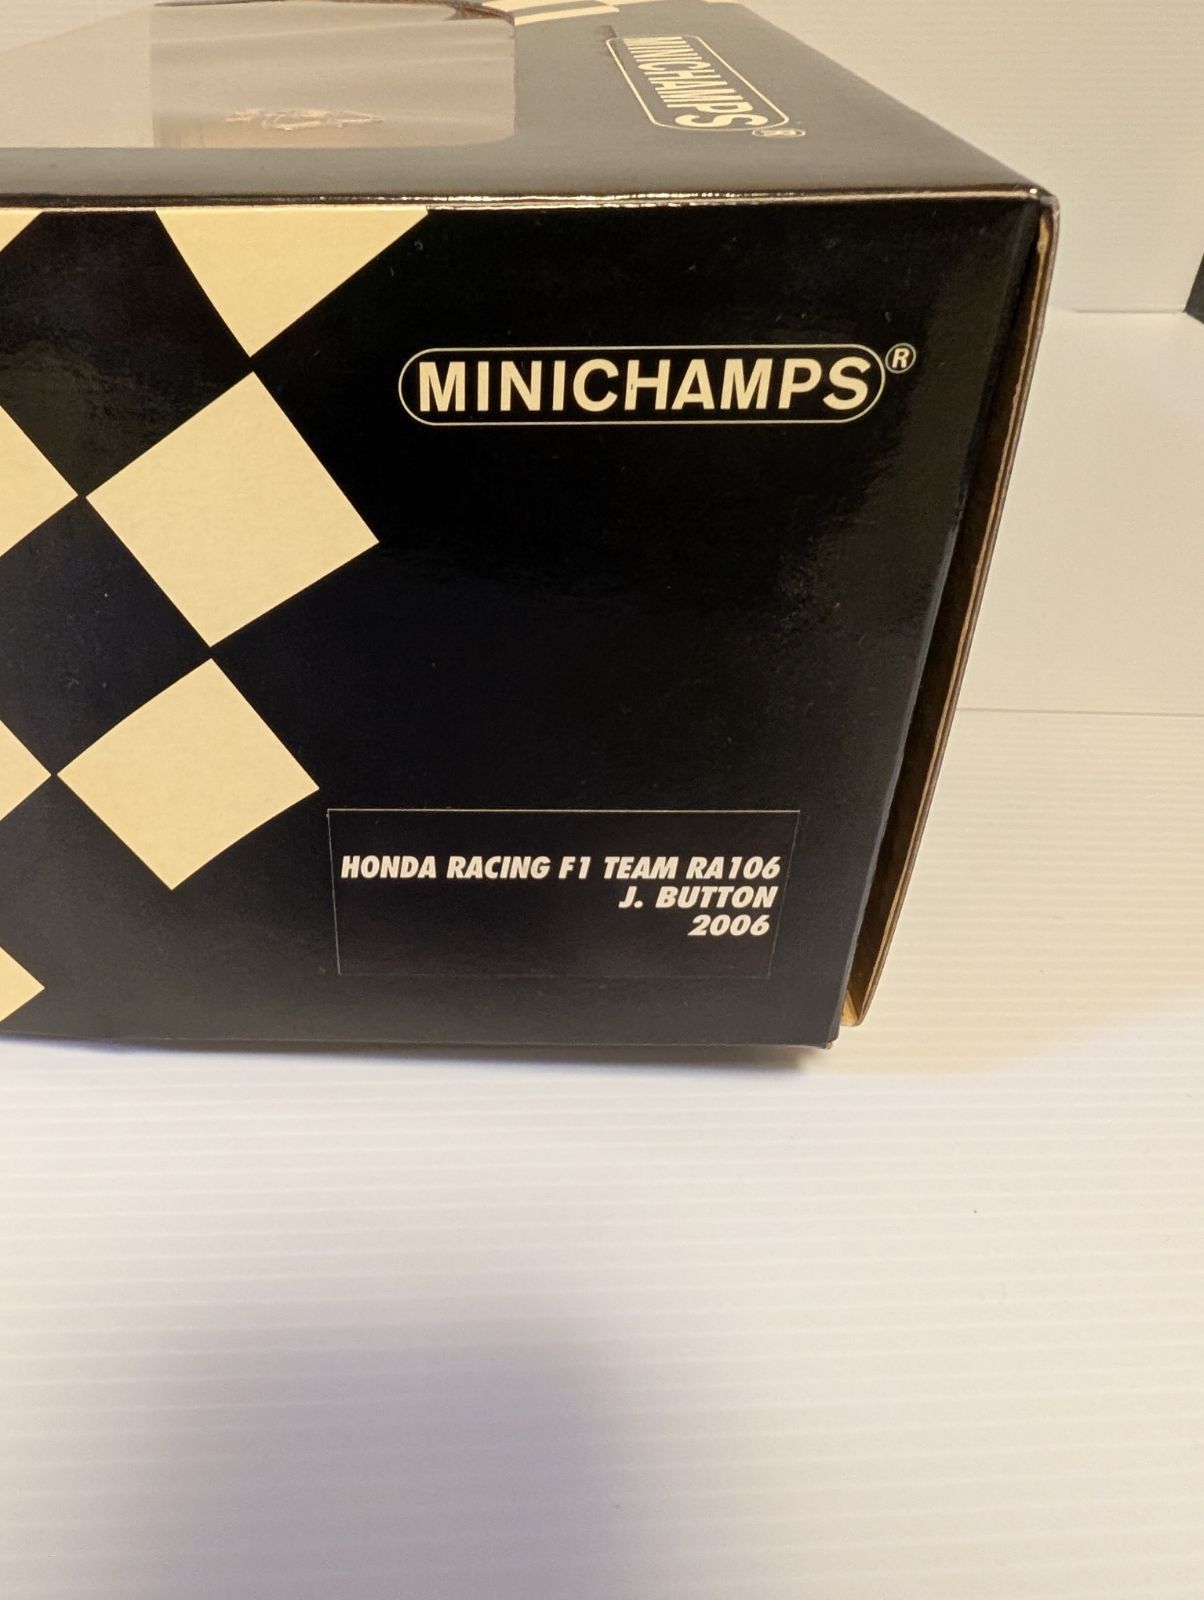 MINICHAMPS®
MINICHAMPS®
HONDA RACING F1 TEAM RA106
J. BUTTON
2006